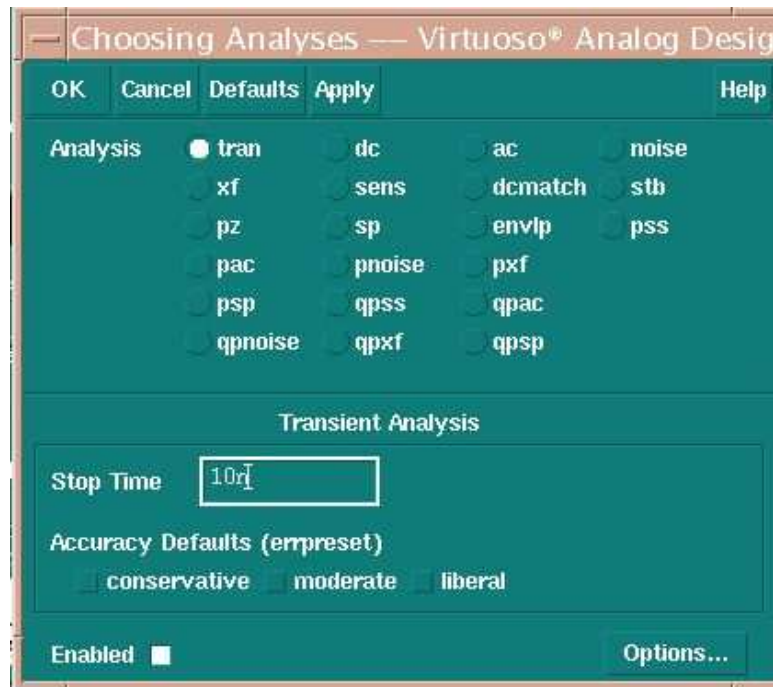 Choosing Analyses — Virtuoso® Analog Desig
OK Cancel Defaults Apply Help
Analysis tran dc ac noise
xf sens dcmatch stb
pz sp envlp pss
pac pnoise pxf
psp qpss qpac
qpnoise qpxf qpsp
Transient Analysis
Stop Time 10n
Accuracy Defaults (errpreset)
conservative moderate liberal
Enabled Options...